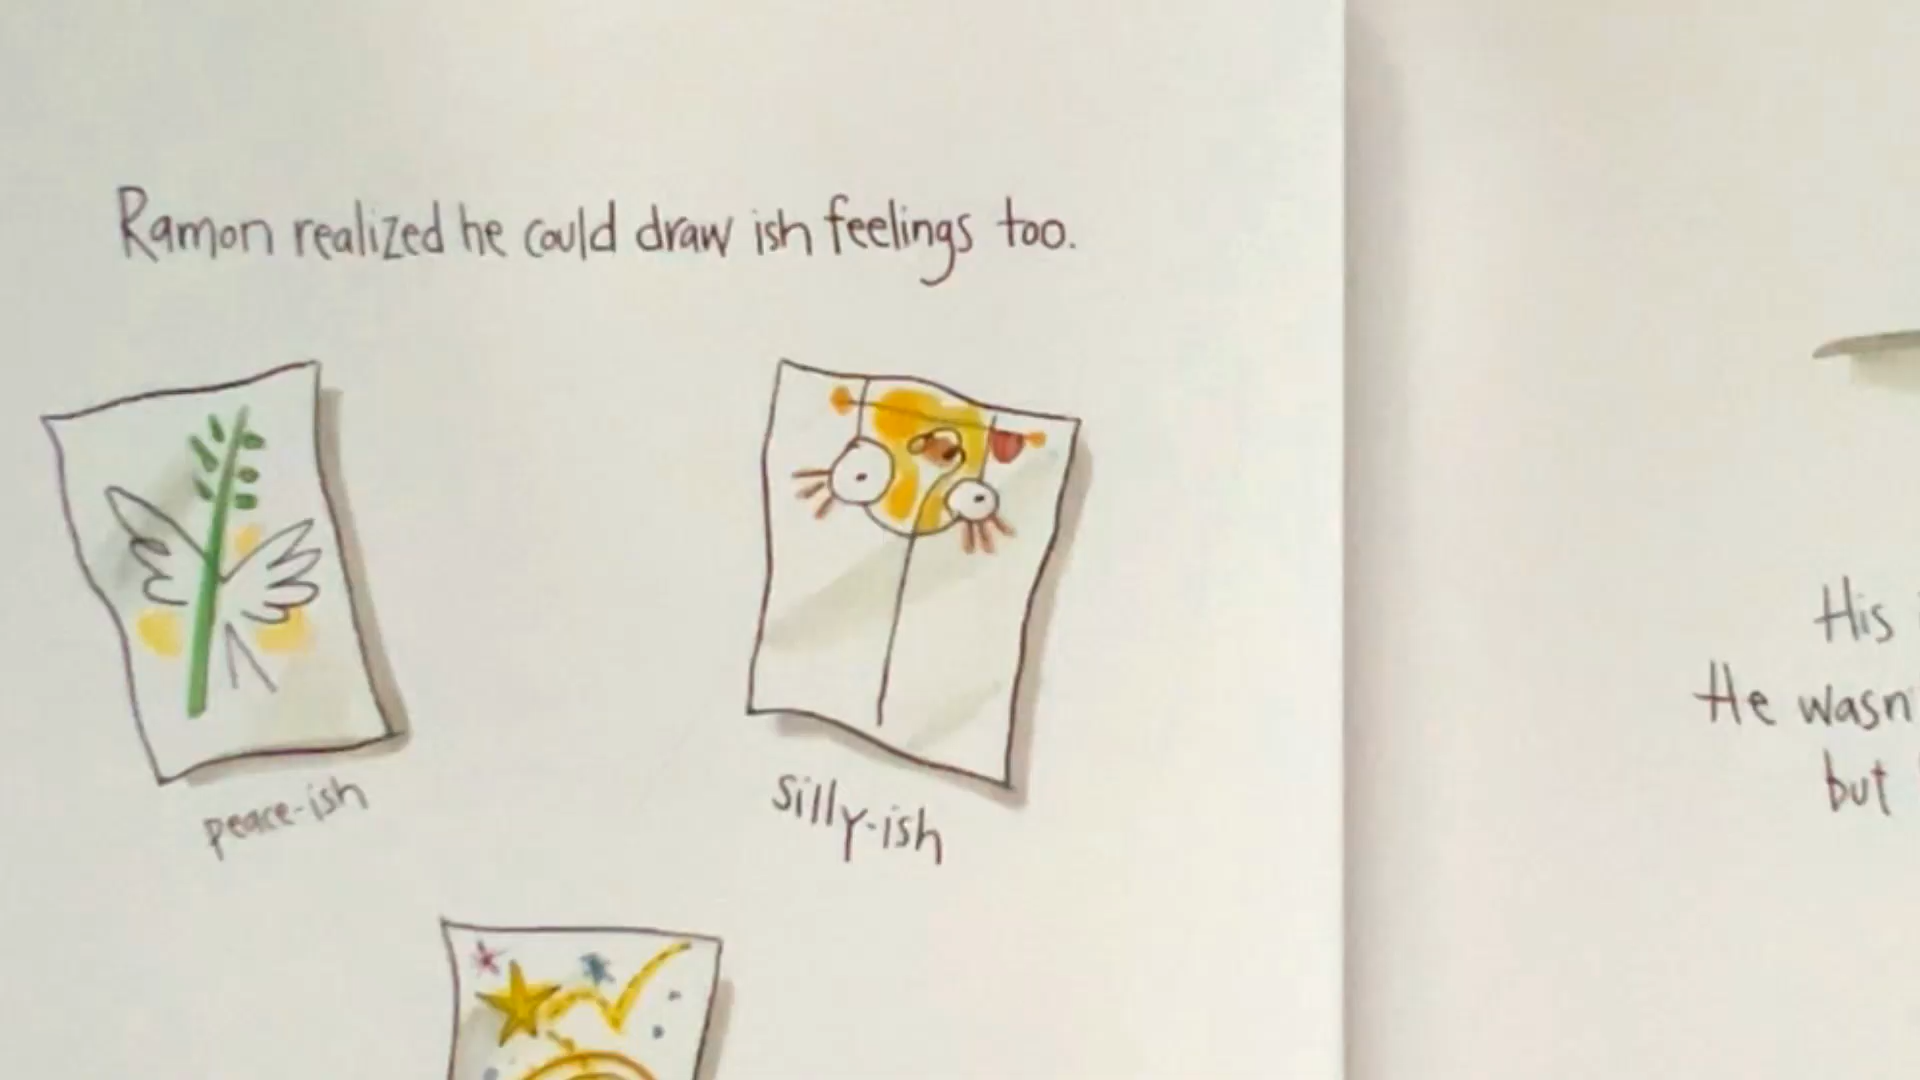 Ramon realized he could draw ish feelings too.
peace-ish
silly-ish
His
He wasn
but